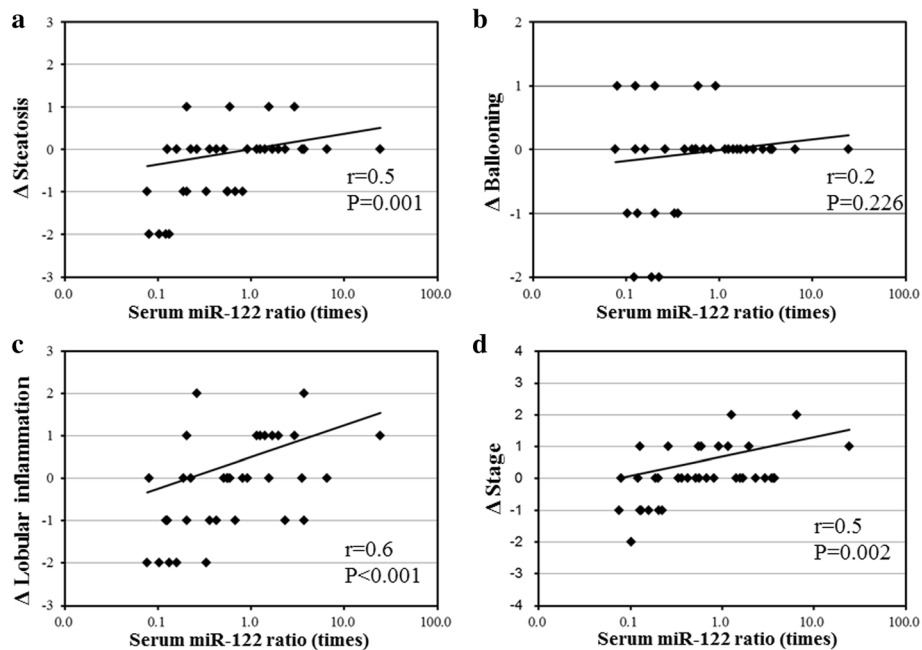 a
3
2
1
0
-1
-2
-3
Δ Steatosis
r=0.5
P=0.001
0.0 0.1 1.0 10.0 100.0
Serum miR-122 ratio (times)
b
2
1
0
-1
-2
Δ Ballooning
r=0.2
P=0.226
0.0 0.1 1.0 10.0 100.0
Serum miR-122 ratio (times)
c
3
2
1
0
-1
-2
-3
Δ Lobular inflammation
r=0.6
P<0.001
0.0 0.1 1.0 10.0 100.0
Serum miR-122 ratio (times)
d
4
3
2
1
0
-1
-2
-3
-4
Δ Stage
r=0.5
P=0.002
0.0 0.1 1.0 10.0 100.0
Serum miR-122 ratio (times)